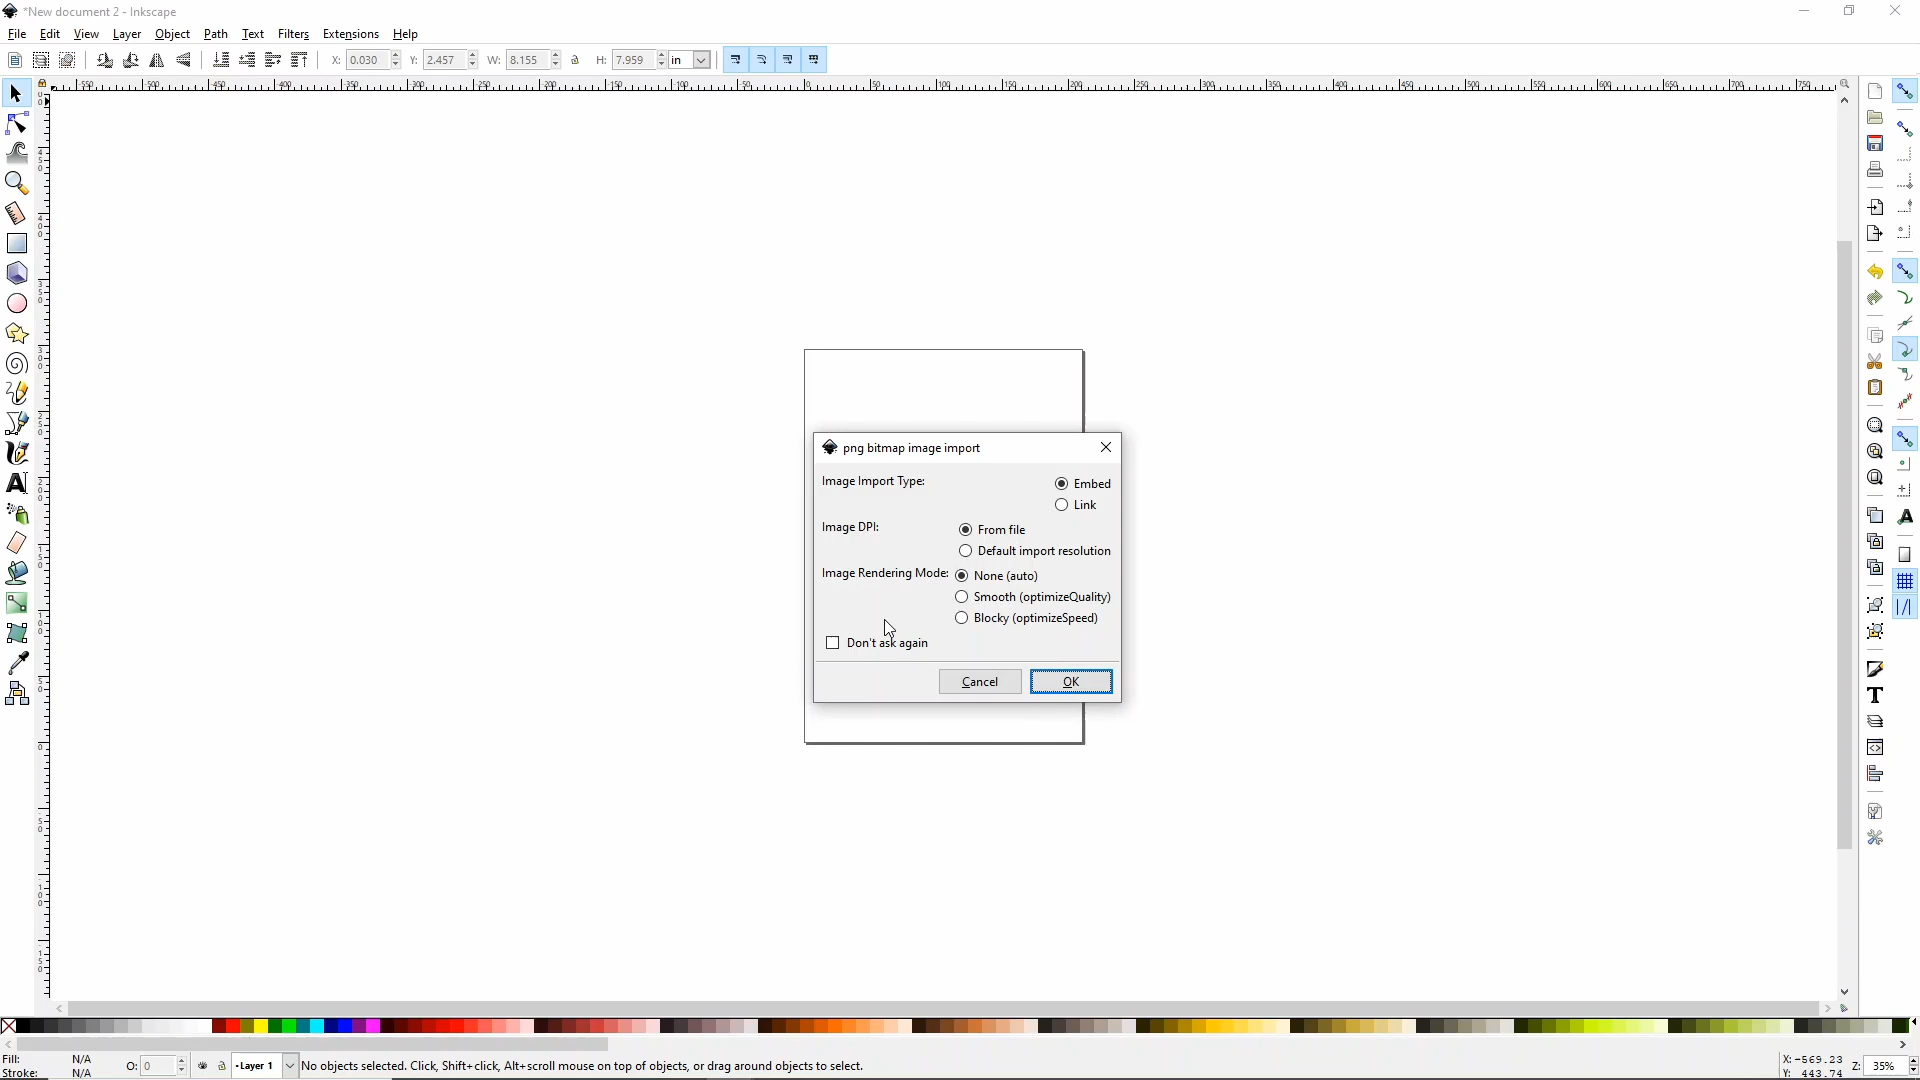 *New document 2 - Inkscape
File Edit View Layer Object Path Text Filters Extensions Help
X: 0.030 Y: 2.457 W: 8.155 H: 7.959 in
png bitmap image import
Image Import Type:
Embed
Link
Image DPI:
From file
Default import resolution
Image Rendering Mode:
None (auto)
Smooth (optimizeQuality)
Blocky (optimizeSpeed)
Don't ask again
Cancel OK
Fill: N/A
Stroke: N/A
O: 0
•Layer 1
No objects selected. Click, Shift+click, Alt+scroll mouse on top of objects, or drag around objects to select.
X: -569.23
Y: 443.74
Z: 35%